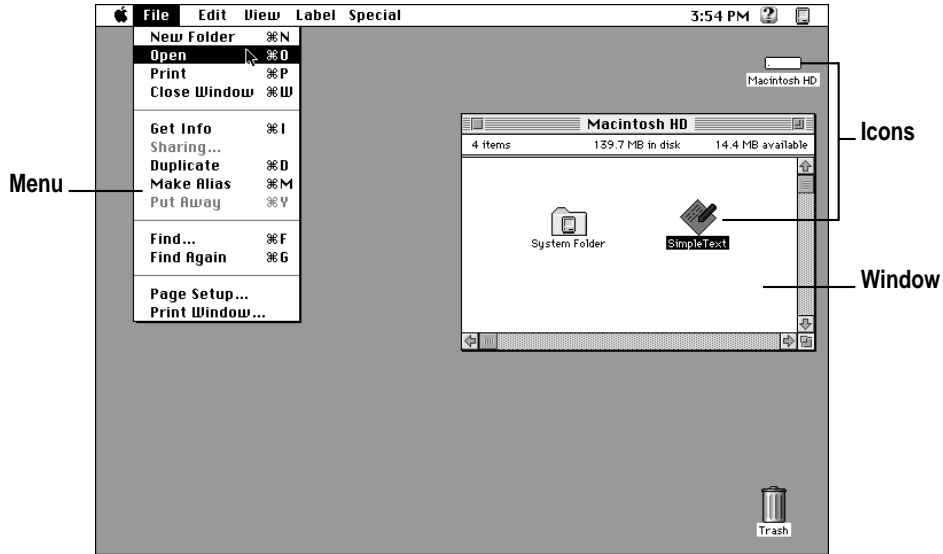 File Edit View Label Special 3:54 PM
New Folder ⌘N
Open ⌘O
Print ⌘P
Close Window ⌘W
Get Info ⌘I
Sharing...
Duplicate ⌘D
Make Alias ⌘M
Put Away ⌘Y
Find... ⌘F
Find Again ⌘G
Page Setup...
Print Window...
Menu
Macintosh HD
Icons
Macintosh HD
4 items 139.7 MB in disk 14.4 MB available
System Folder SimpleText
Window
Trash